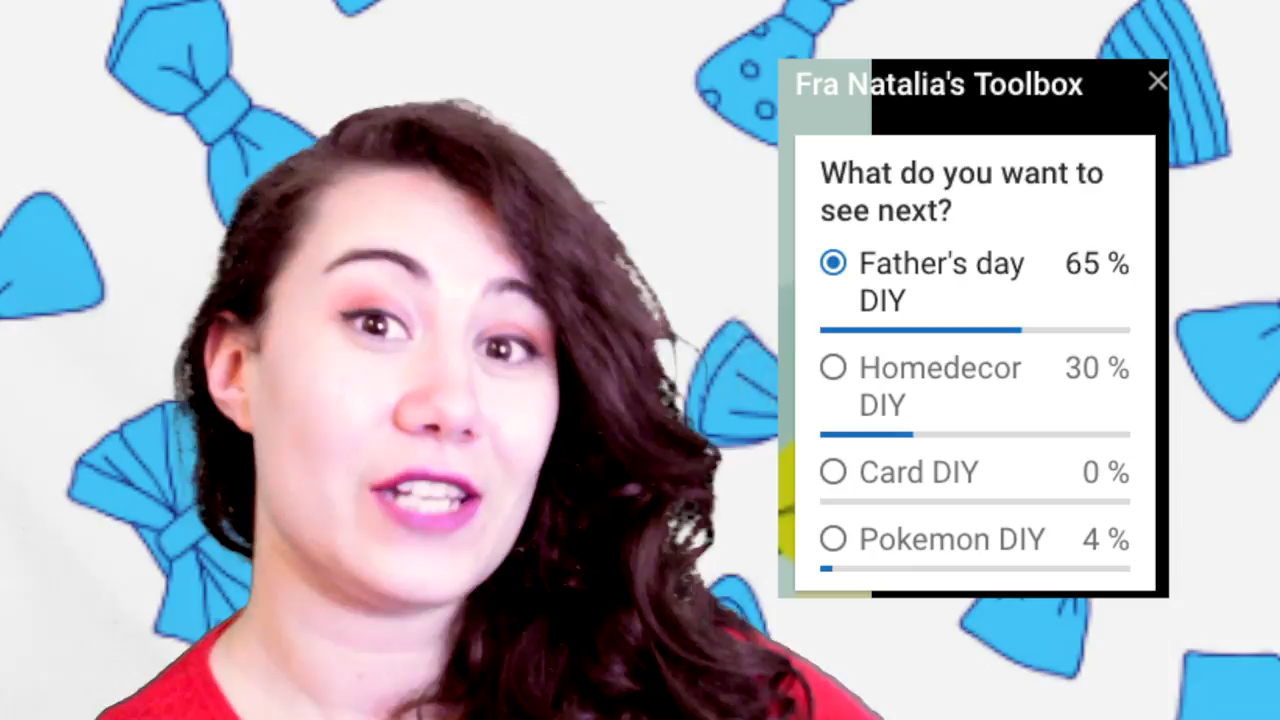 Fra Natalia's Toolbox
What do you want to
see next?
Father's day 65 %
DIY
Homedecor 30 %
DIY
Card DIY 0 %
Pokemon DIY 4 %